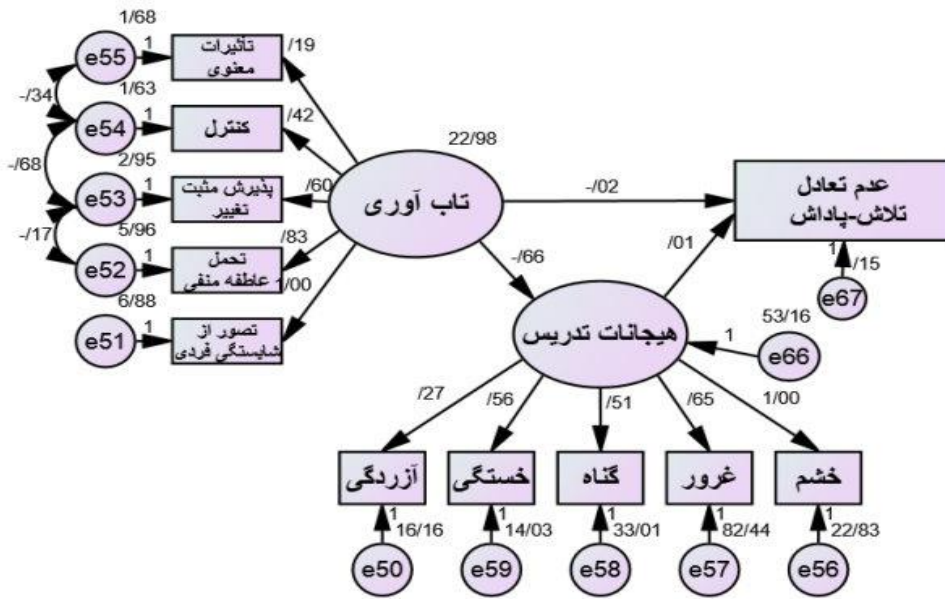 1/68
e55
1
تأثیرات
معنوی
/19
-/34
1/63
e54
1
کنترل
/42
-/68
2/95
e53
1
پذیرش مثبت
تغییر
/60
-/17
5/96
e52
1
تحمل
عاطفه منفی
/83
6/88
e51
1
تصور از
شایستگی فردی
1/00
22/98
تاب آوری
-/02
عدم تعادل
تلاش-پاداش
-/66
/01
1
/15
e67
هیجانات تدریس
53/16
1
e66
/27
/56
/51
/65
1/00
آزردگی
خستگی
گناه
غرور
خشم
1
1
1
1
1
16/16
14/03
33/01
82/44
22/83
e50
e59
e58
e57
e56